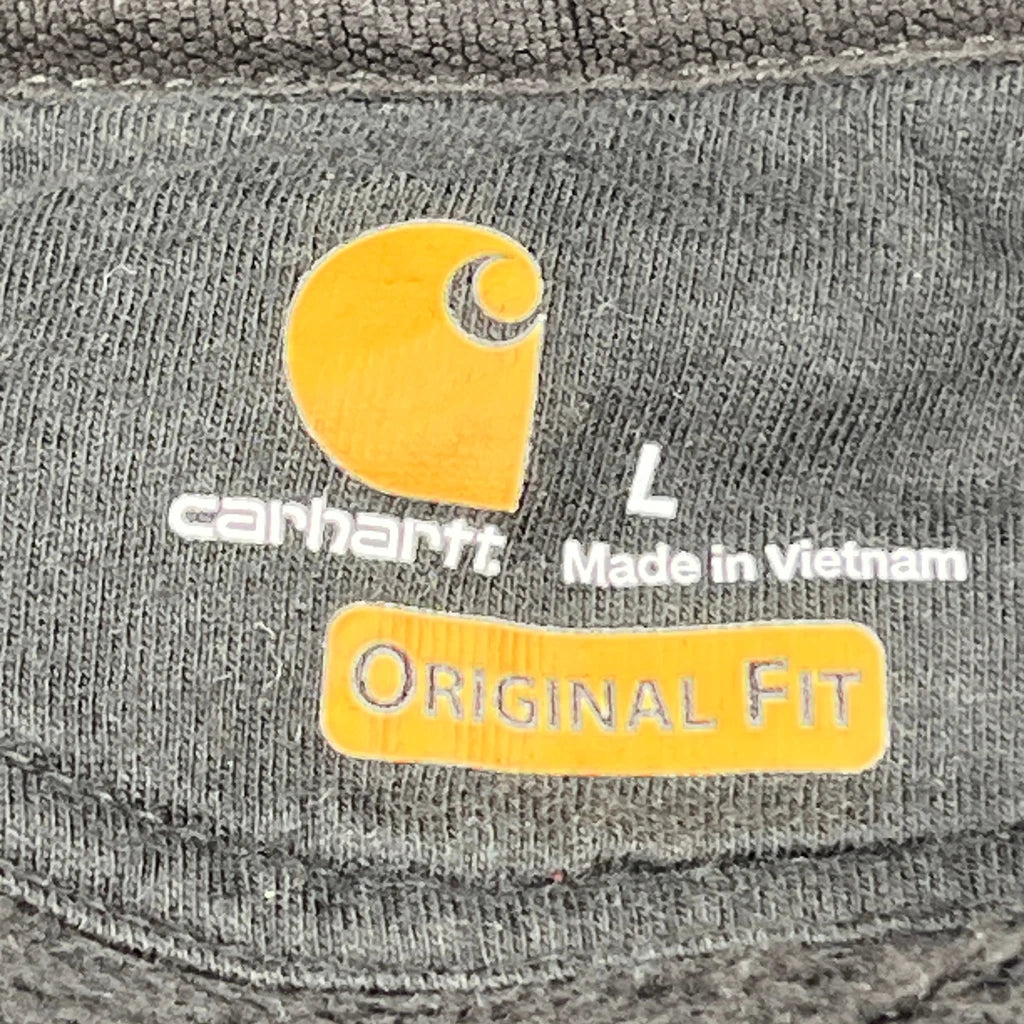 L
carhartt.
Made in Vietnam
ORIGINAL FIT